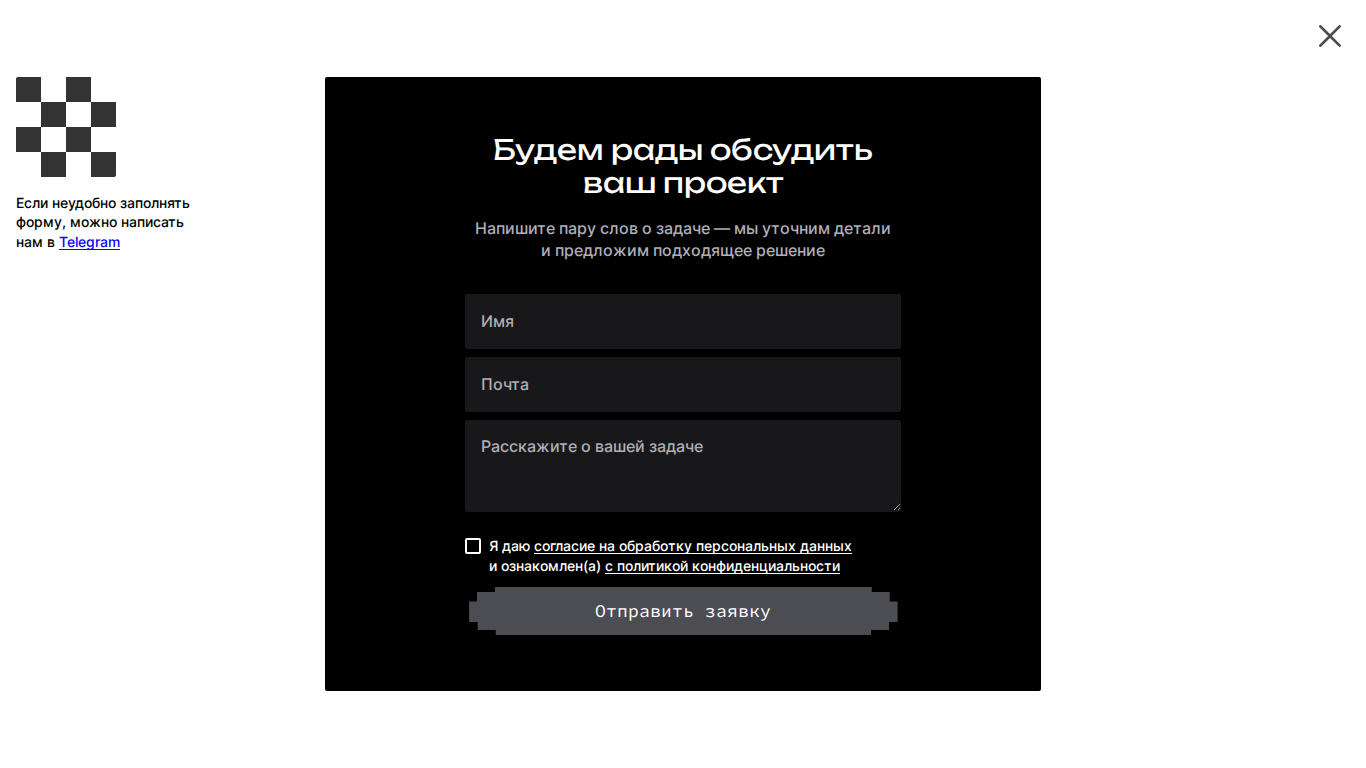 Если неудобно заполнять
форму, можно написать
нам в Telegram
Будем рады обсудить
ваш проект
Напишите пару слов о задаче — мы уточним детали
и предложим подходящее решение
Имя
Почта
Расскажите о вашей задаче
Я даю согласие на обработку персональных данных
и ознакомлен(а) с политикой конфиденциальности
Отправить заявку